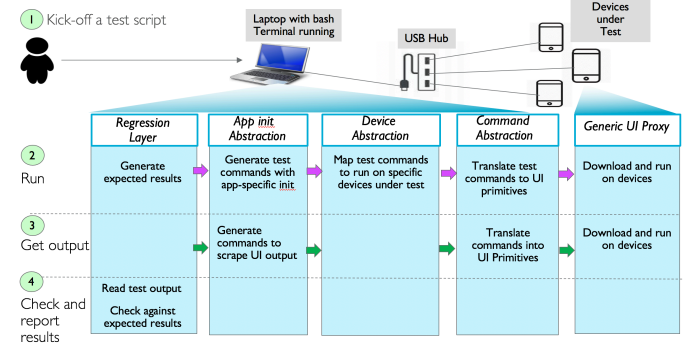 1 Kick-off a test script
Laptop with bash
Terminal running
USB Hub
Devices
under
Test
Regression
Layer
App init
Abstraction
Device
Abstraction
Command
Abstraction
Generic UI Proxy
2
Run
Generate
expected results
Generate test
commands with
app-specific init
Map test commands
to run on specific
devices under test
Translate test
commands to UI
primitives
Download and run
on devices
3
Get output
Generate
commands to
scrape UI output
Translate
commands into
UI Primitives
Download and run
on devices
4
Check and
report
results
Read test output
Check against
expected results